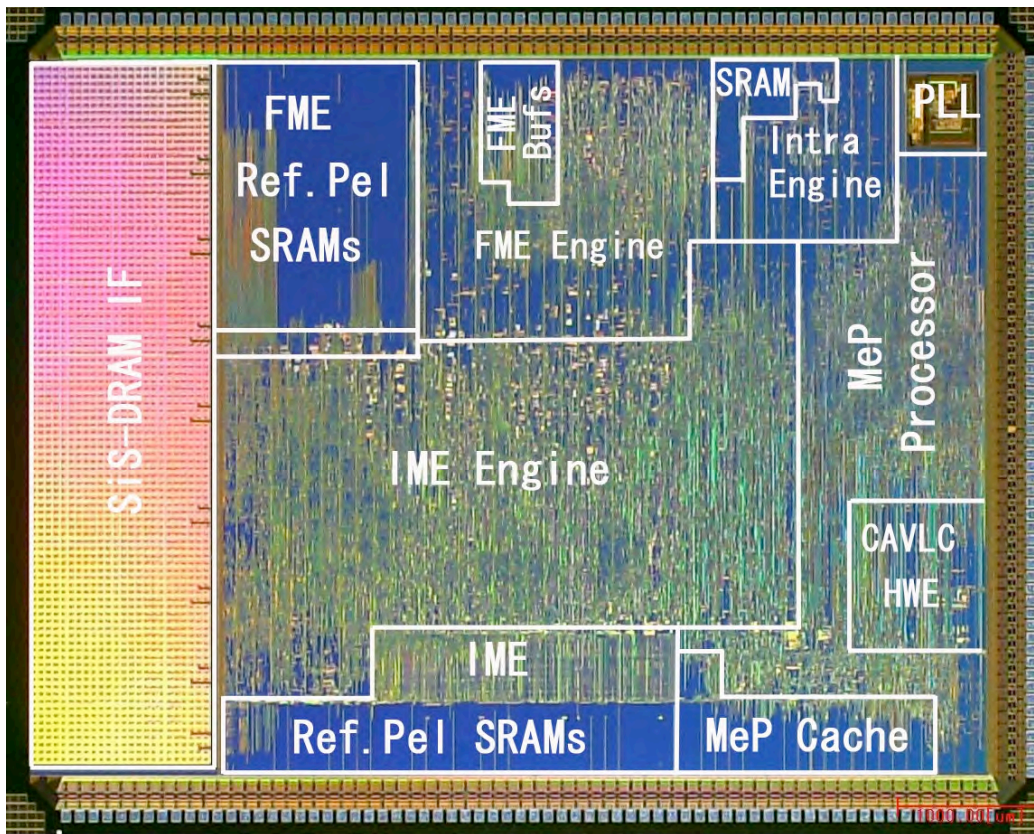 FME
Ref.Pel
SRAMs
FME
Bufs
FME Engine
SRAM
Intra
Engine
PLL
SiS-DRAM IF
MeP
Processor
IME Engine
CAVLC
HWE
IME
Ref.Pel SRAMs
MeP Cache
1000.00[um]